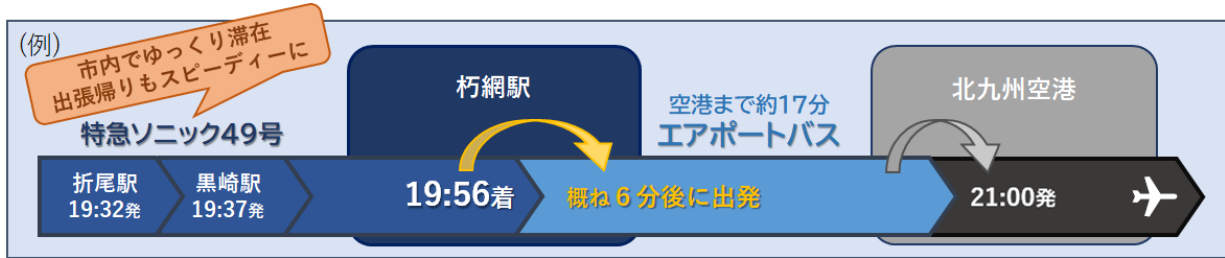 (例)
市内でゆっくり滞在
出張帰りもスピーディーに
特急ソニック49号
朽網駅
空港まで約17分
エアポートバス
北九州空港
折尾駅
19:32発
黒崎駅
19:37発
19:56着
概ね6分後に出発
21:00発